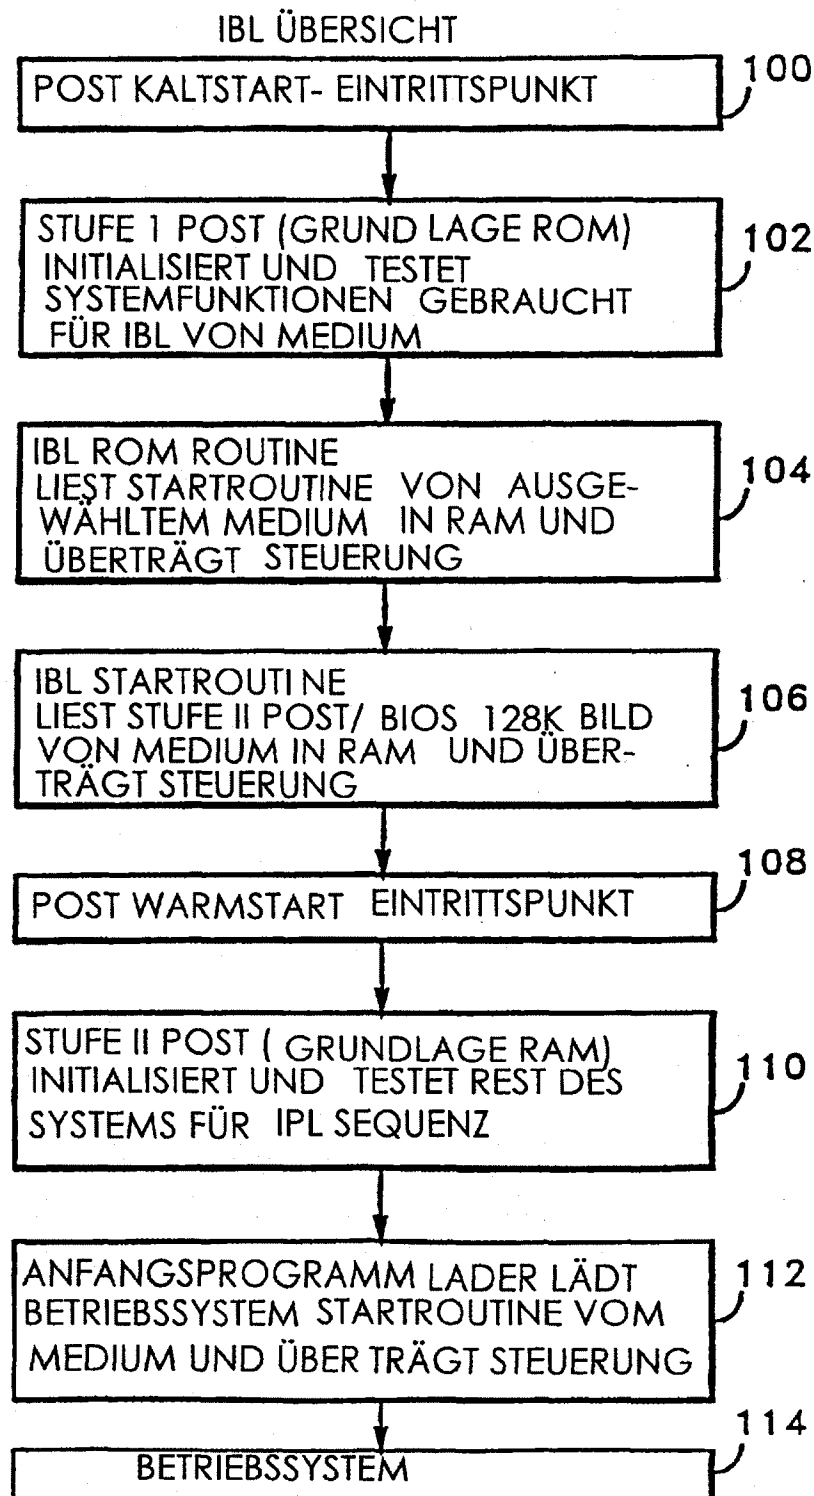 IBL ÜBERSICHT
POST KALTSTART- EINTRITTSPUNKT
100
STUFE 1 POST (GRUND LAGE ROM)
INITIALISIERT UND TESTET
SYSTEMFUNKTIONEN GEBRAUCHT
FÜR IBL VON MEDIUM
102
IBL ROM ROUTINE
LIEST STARTROUTINE VON AUSGE-
WÄHLTEM MEDIUM IN RAM UND
ÜBERTRÄGT STEUERUNG
104
IBL STARTROUTINE
LIEST STUFE II POST/ BIOS 128K BILD
VON MEDIUM IN RAM UND ÜBER-
TRÄGT STEUERUNG
106
POST WARMSTART EINTRITTSPUNKT
108
STUFE II POST ( GRUNDLAGE RAM)
INITIALISIERT UND TESTET REST DES
SYSTEMS FÜR IPL SEQUENZ
110
ANFANGSPROGRAMM LADER LÄDT
BETRIEBSSYSTEM STARTROUTINE VOM
MEDIUM UND ÜBER TRÄGT STEUERUNG
112
BETRIEBSSYSTEM
114